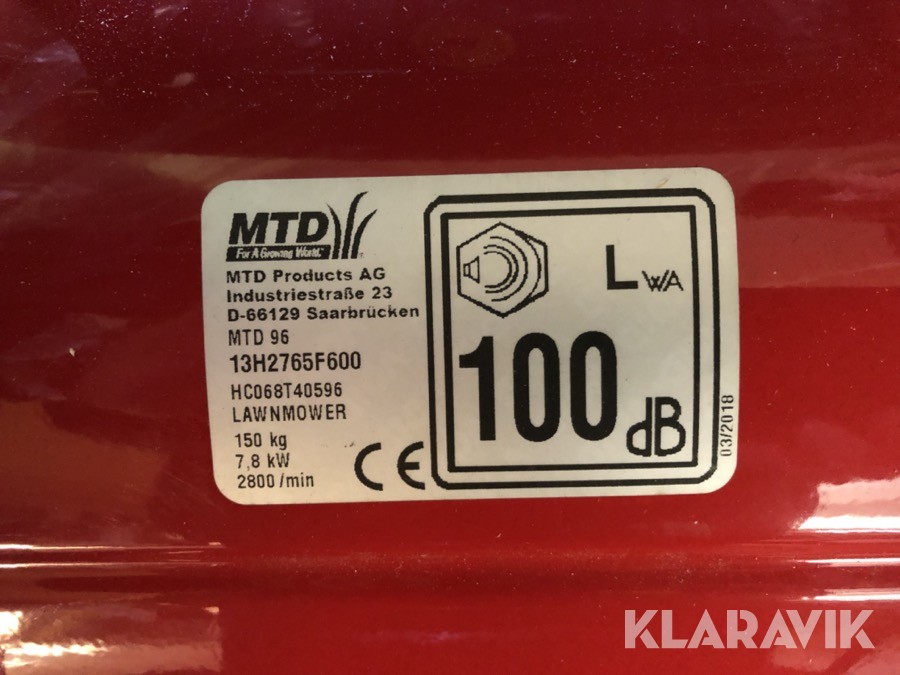 MTD
For A Growing World.™
MTD Products AG
Industriestraße 23
D-66129 Saarbrücken
MTD 96
13H2765F600
HC068T40596
LAWNMOWER
150 kg
7,8 kW
2800 /min
CE
LWA
100 dB
03/2018
KLARAVIK